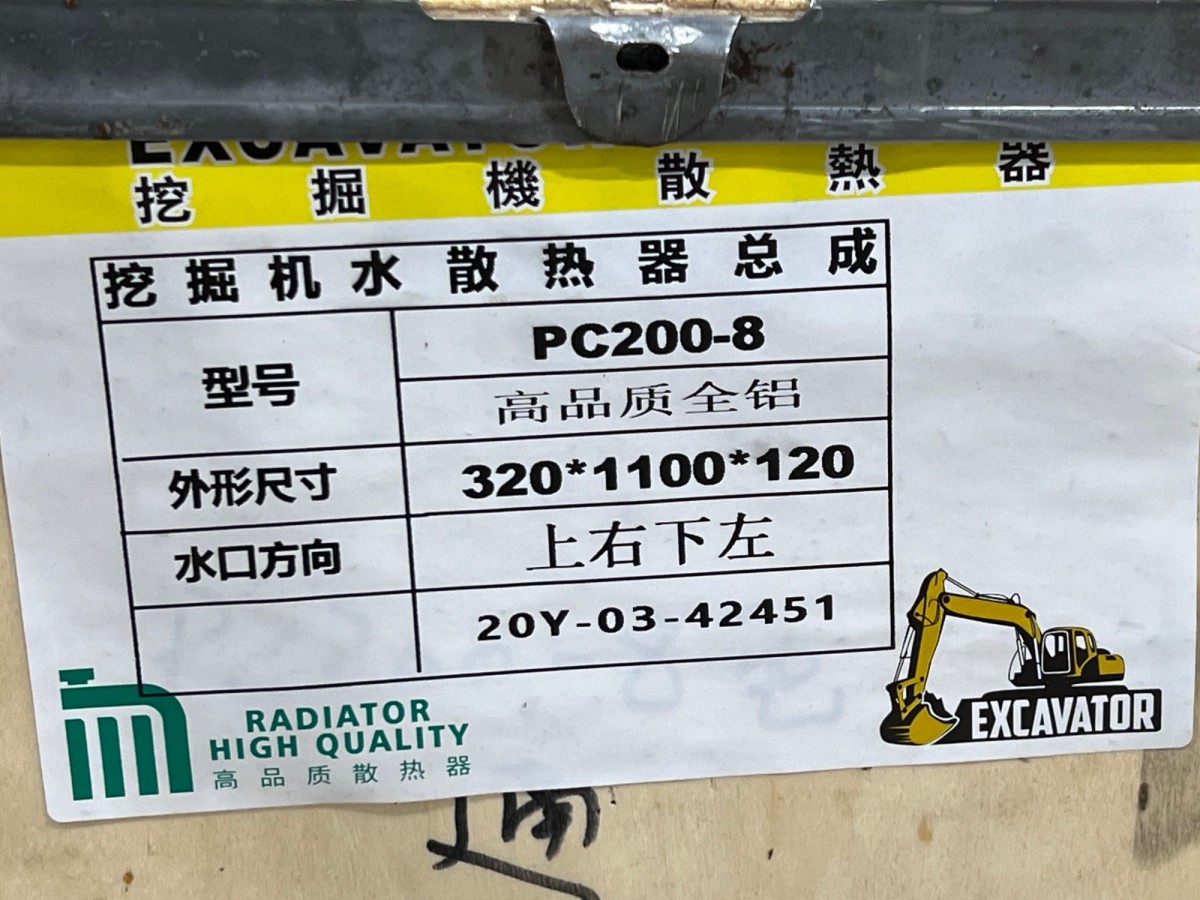 EXCAVATOR
挖掘機散熱器
挖掘机水散热器总成
型号
PC200-8
高品质全铝
外形尺寸
320*1100*120
水口方向
上右下左
20Y-03-42451
RADIATOR
HIGH QUALITY
高品质散热器
EXCAVATOR